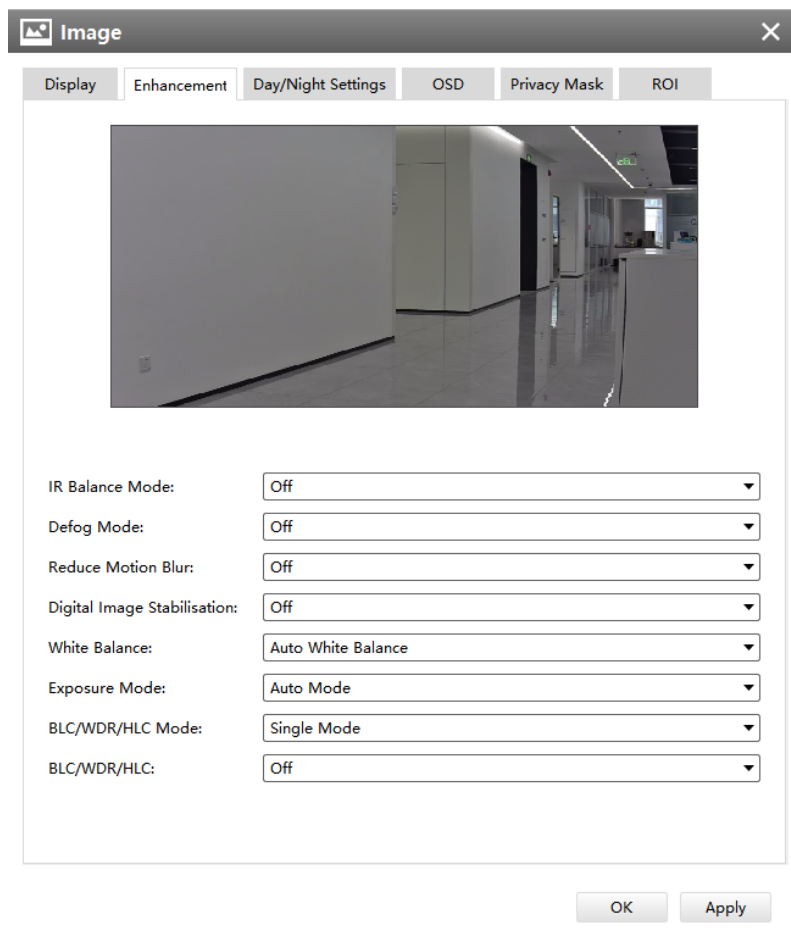 Image
Display Enhancement Day/Night Settings OSD Privacy Mask ROI
IR Balance Mode: Off
Defog Mode: Off
Reduce Motion Blur: Off
Digital Image Stabilisation: Off
White Balance: Auto White Balance
Exposure Mode: Auto Mode
BLC/WDR/HLC Mode: Single Mode
BLC/WDR/HLC: Off
OK Apply